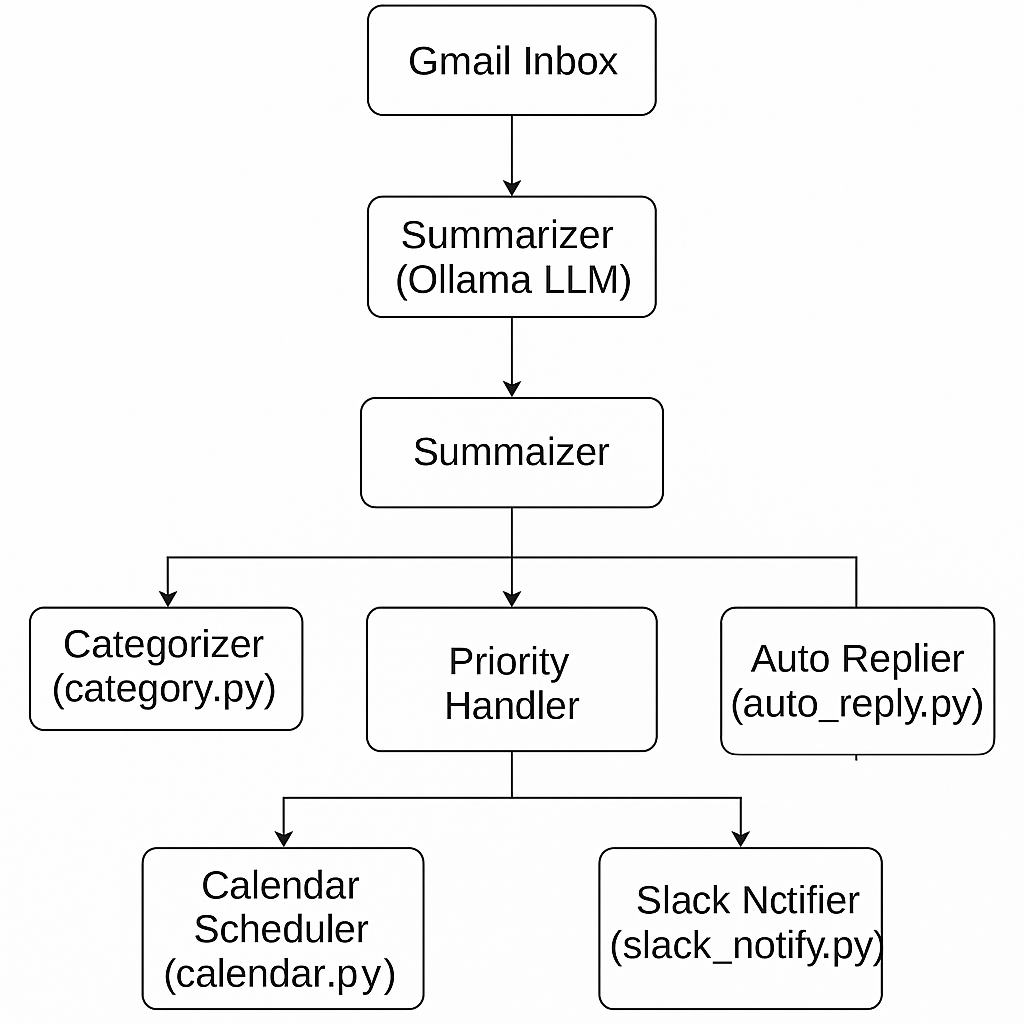 Gmail Inbox
Summarizer
(Ollama LLM)
Summaizer
Categorizer
(category.py)
Priority
Handler
Auto Replier
(auto_reply.py)
Calendar
Scheduler
(calendar.py)
Slack Nctifier
(slack_notify.py)